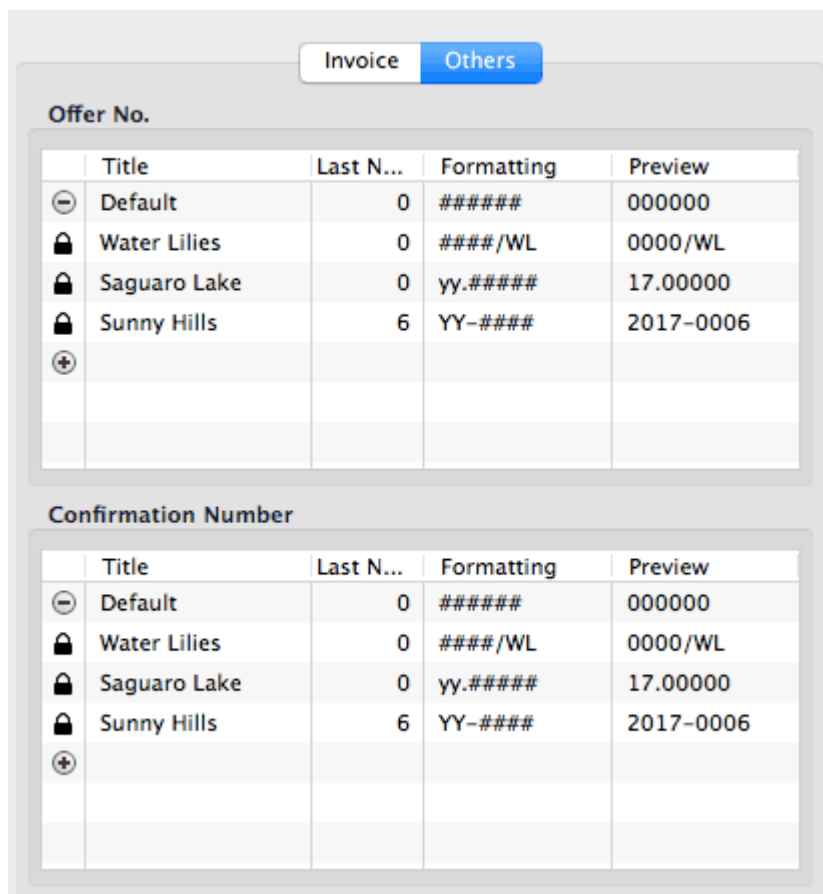 Invoice Others
Offer No.
Title Last N... Formatting Preview
Default 0 ###### 000000
Water Lilies 0 ####/WL 0000/WL
Saguaro Lake 0 yy.##### 17.00000
Sunny Hills 6 YY-#### 2017-0006
Confirmation Number
Title Last N... Formatting Preview
Default 0 ###### 000000
Water Lilies 0 ####/WL 0000/WL
Saguaro Lake 0 yy.##### 17.00000
Sunny Hills 6 YY-#### 2017-0006